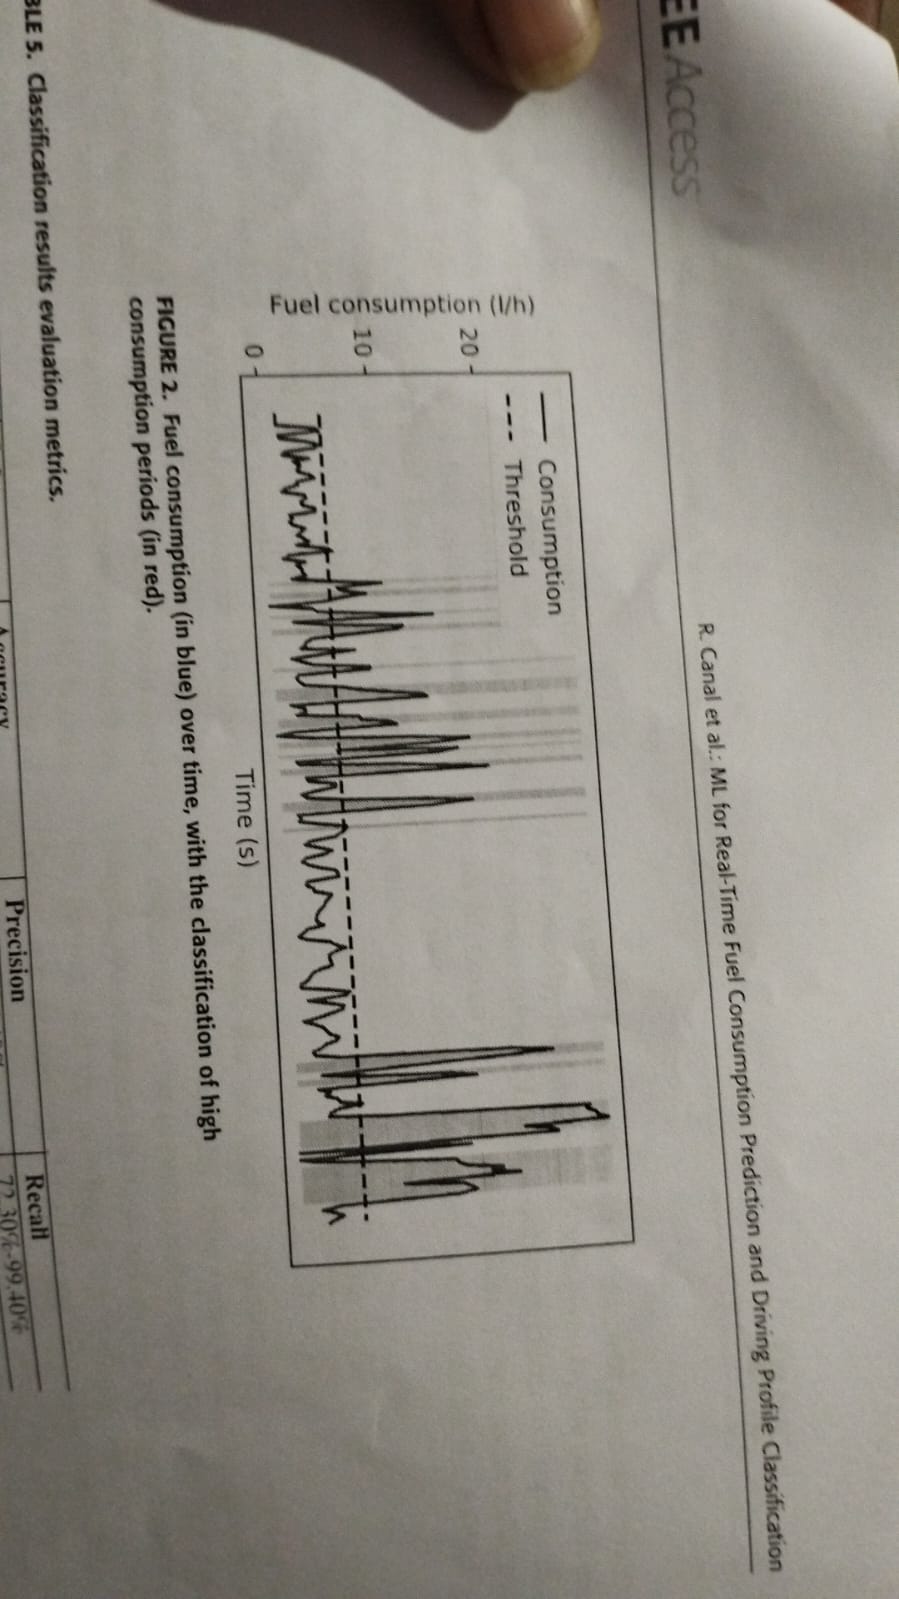 EE Access
R. Canal et al.: ML for Real-Time Fuel Consumption Prediction and Driving Profile Classification
Consumption
Threshold
Fuel consumption (l/h)
20
10
0
Time (s)
FIGURE 2. Fuel consumption (in blue) over time, with the classification of high
consumption periods (in red).
BLE 5. Classification results evaluation metrics.
Accuracy Precision Recall
72.30%-99.40%